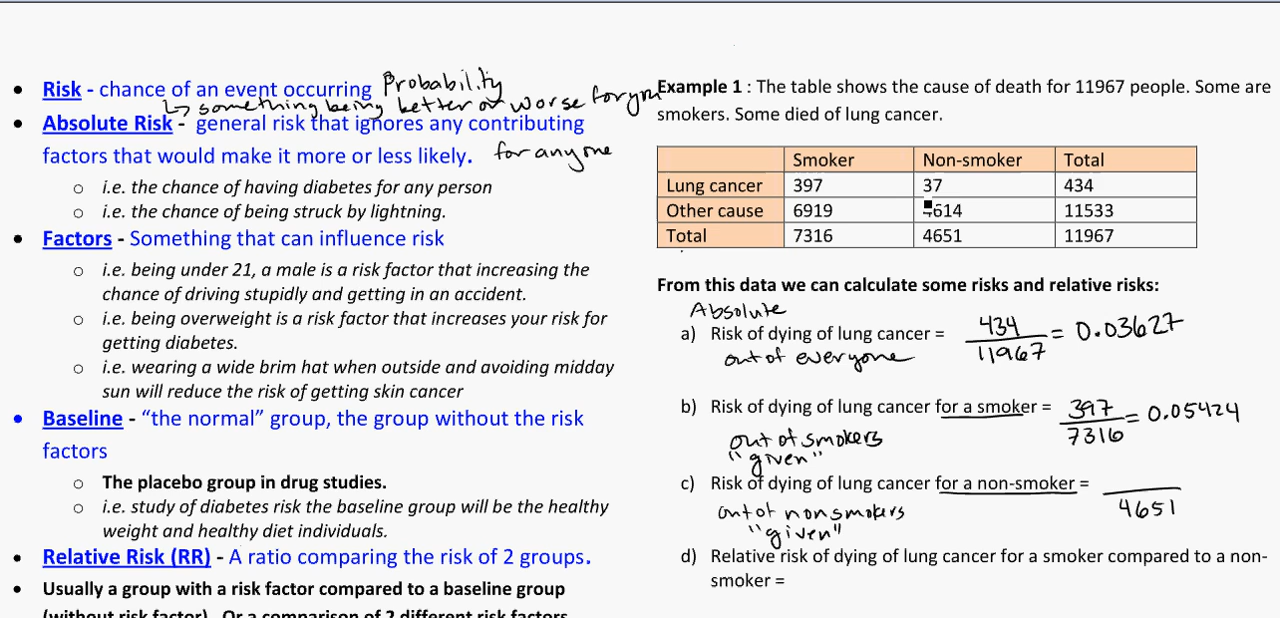 • Risk - chance of an event occurring Probability
↳ something being better or worse for you
• Absolute Risk - general risk that ignores any contributing
factors that would make it more or less likely. for anyone
o i.e. the chance of having diabetes for any person
o i.e. the chance of being struck by lightning.
• Factors - Something that can influence risk
o i.e. being under 21, a male is a risk factor that increasing the
chance of driving stupidly and getting in an accident.
o i.e. being overweight is a risk factor that increases your risk for
getting diabetes.
o i.e. wearing a wide brim hat when outside and avoiding midday
sun will reduce the risk of getting skin cancer
• Baseline - “the normal” group, the group without the risk
factors
o The placebo group in drug studies.
o i.e. study of diabetes risk the baseline group will be the healthy
weight and healthy diet individuals.
• Relative Risk (RR) - A ratio comparing the risk of 2 groups.
• Usually a group with a risk factor compared to a baseline group
(without risk factor). Or a comparison of 2 different risk factors
Example 1 : The table shows the cause of death for 11967 people. Some are
smokers. Some died of lung cancer.
Smoker Non-smoker Total
Lung cancer 397 37 434
Other cause 6919 4614 11533
Total 7316 4651 11967
From this data we can calculate some risks and relative risks:
Absolute
a) Risk of dying of lung cancer = 434/11967 = 0.03627
out of everyone
b) Risk of dying of lung cancer for a smoker = 397/7316 = 0.05424
out of smokers
"given"
c) Risk of dying of lung cancer for a non-smoker = /4651
out of nonsmokers
"given"
d) Relative risk of dying of lung cancer for a smoker compared to a non-
smoker =